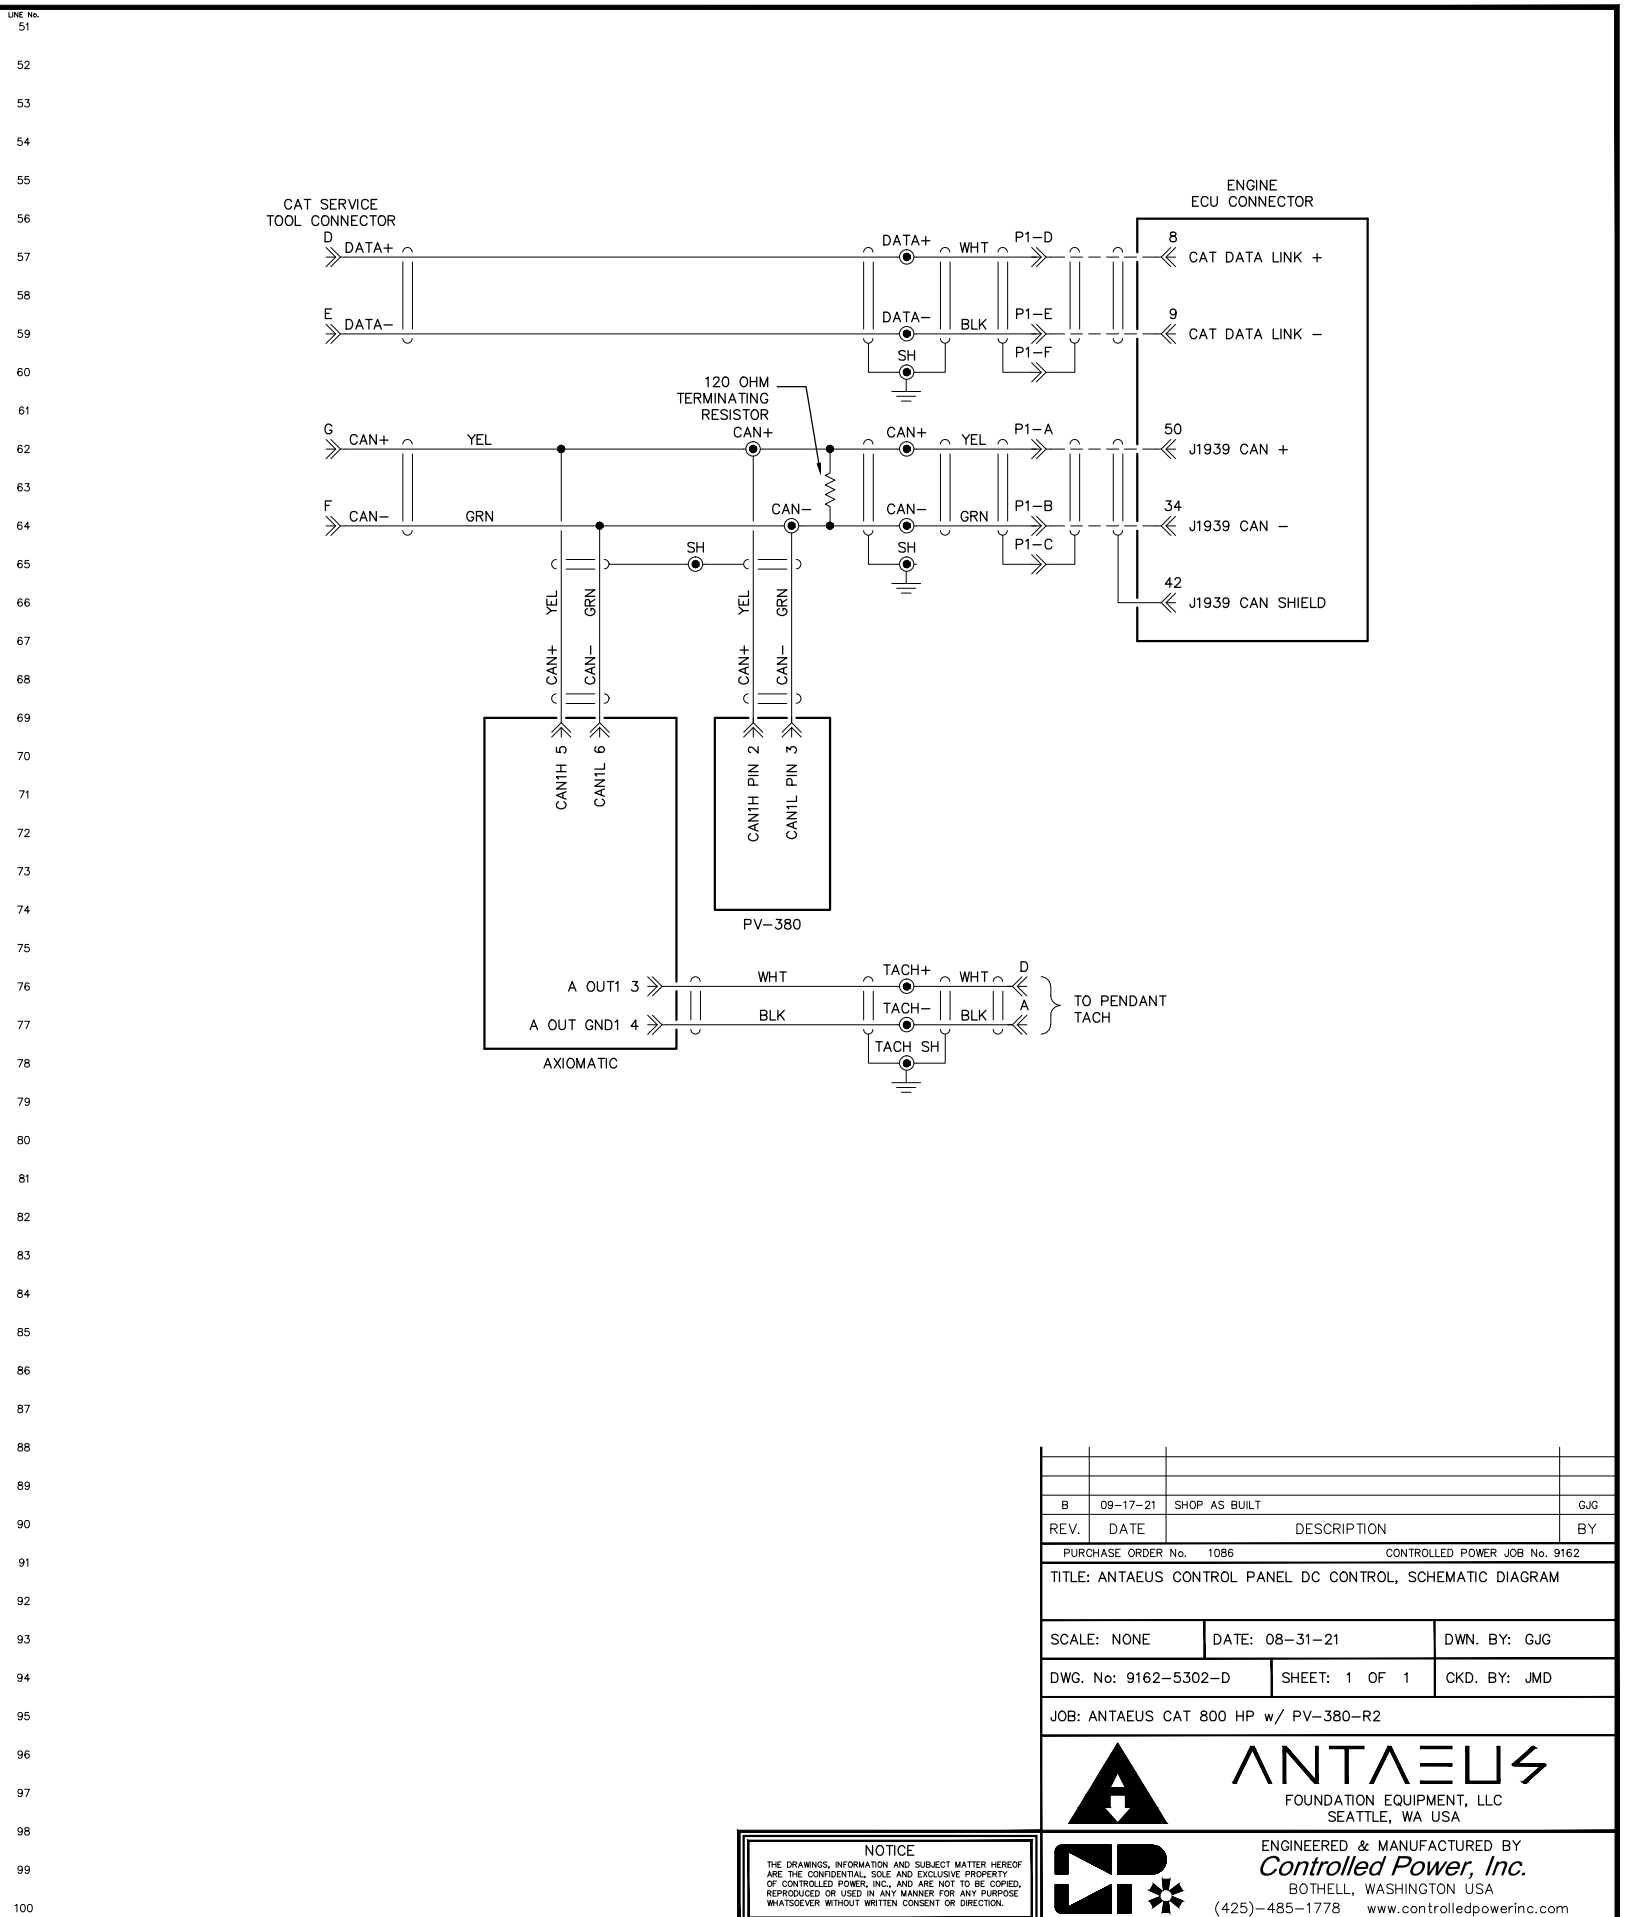 LINE No.
51
52
53
54
55
56
57
58
59
60
61
62
63
64
65
66
67
68
69
70
71
72
73
74
75
76
77
78
79
80
81
82
83
84
85
86
87
88
89
90
91
92
93
94
95
96
97
98
99
100
CAT SERVICE
TOOL CONNECTOR
ENGINE
ECU CONNECTOR
D DATA+ DATA+ WHT P1-D 8 CAT DATA LINK +
E DATA- DATA- BLK P1-E 9 CAT DATA LINK -
SH P1-F
120 OHM
TERMINATING
RESISTOR
G CAN+ YEL CAN+ CAN+ YEL P1-A 50 J1939 CAN +
F CAN- GRN CAN- CAN- GRN P1-B 34 J1939 CAN -
SH SH P1-C
42 J1939 CAN SHIELD
YEL GRN YEL GRN
CAN+ CAN- CAN+ CAN-
CAN1H 5
CAN1L 6
CAN1H PIN 2
CAN1L PIN 3
PV-380
A OUT1 3 WHT TACH+ WHT D
A OUT GND1 4 BLK TACH- BLK A
TO PENDANT
TACH
TACH SH
AXIOMATIC
B 09-17-21 SHOP AS BUILT GJG
REV. DATE DESCRIPTION BY
PURCHASE ORDER No. 1086 CONTROLLED POWER JOB No. 9162
TITLE: ANTAEUS CONTROL PANEL DC CONTROL, SCHEMATIC DIAGRAM
SCALE: NONE DATE: 08-31-21 DWN. BY: GJG
DWG. No: 9162-5302-D SHEET: 1 OF 1 CKD. BY: JMD
JOB: ANTAEUS CAT 800 HP w/ PV-380-R2
ANTAEUS
FOUNDATION EQUIPMENT, LLC
SEATTLE, WA USA
NOTICE
THE DRAWINGS, INFORMATION AND SUBJECT MATTER HEREOF
ARE THE CONFIDENTIAL, SOLE AND EXCLUSIVE PROPERTY
OF CONTROLLED POWER, INC., AND ARE NOT TO BE COPIED,
REPRODUCED OR USED IN ANY MANNER FOR ANY PURPOSE
WHATSOEVER WITHOUT WRITTEN CONSENT OR DIRECTION.
CP
ENGINEERED & MANUFACTURED BY
Controlled Power, Inc.
BOTHELL, WASHINGTON USA
(425)-485-1778 www.controlledpowerinc.com